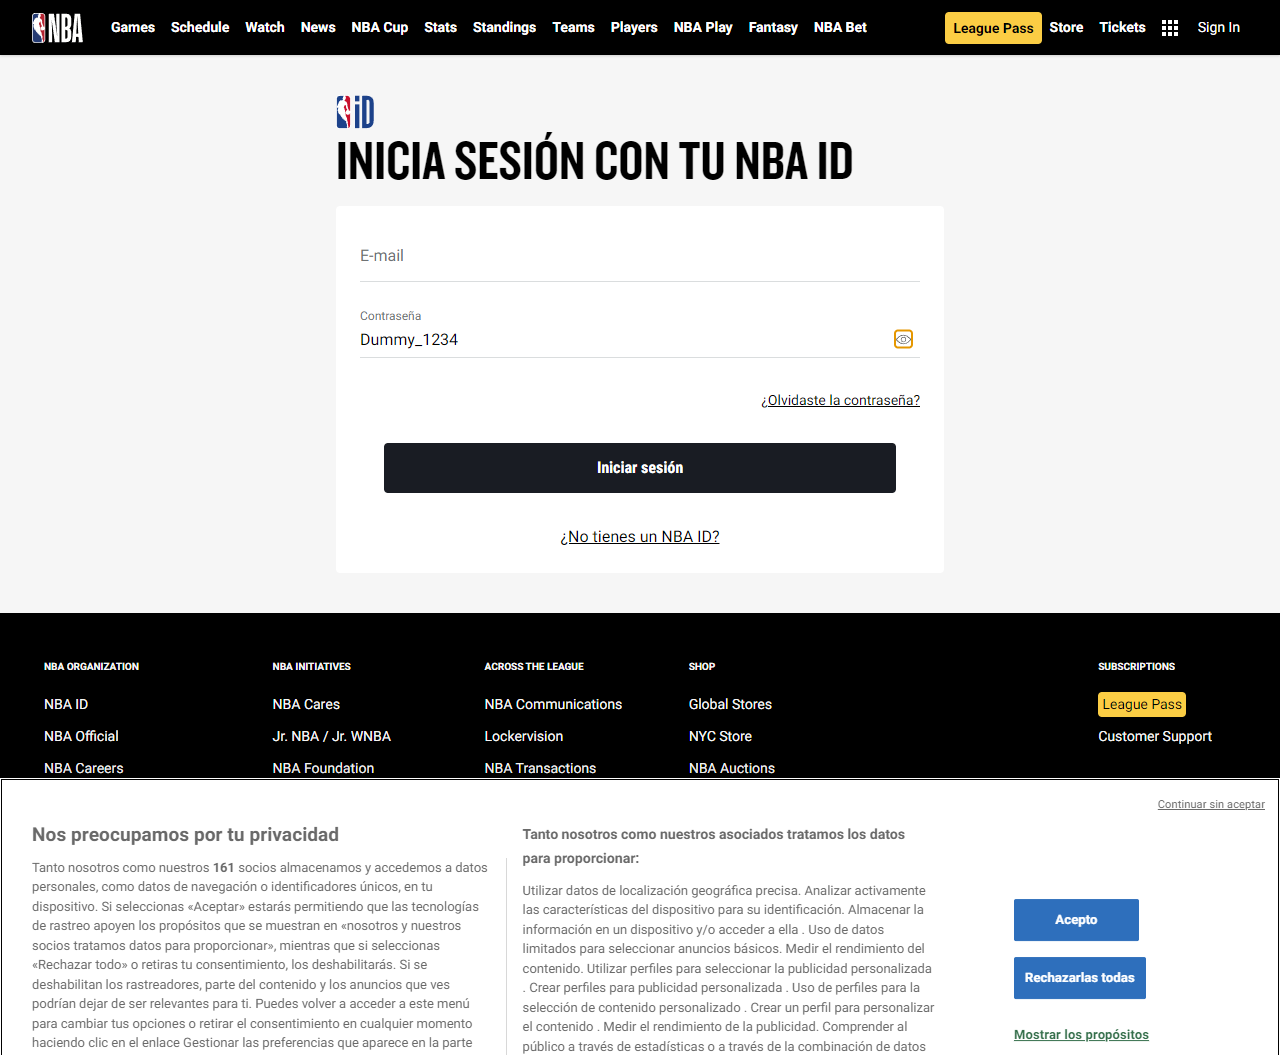 NBA Games Schedule Watch News NBA Cup Stats Standings Teams Players NBA Play Fantasy NBA Bet League Pass Store Tickets Sign In
iD
INICIA SESIÓN CON TU NBA ID
E-mail
Contraseña
Dummy_1234
¿Olvidaste la contraseña?
Iniciar sesión
¿No tienes un NBA ID?
NBA ORGANIZATION
NBA ID
NBA Official
NBA Careers
NBA INITIATIVES
NBA Cares
Jr. NBA / Jr. WNBA
NBA Foundation
ACROSS THE LEAGUE
NBA Communications
Lockervision
NBA Transactions
SHOP
Global Stores
NYC Store
NBA Auctions
SUBSCRIPTIONS
League Pass
Customer Support
Continuar sin aceptar
Nos preocupamos por tu privacidad
Tanto nosotros como nuestros 161 socios almacenamos y accedemos a datos
personales, como datos de navegación o identificadores únicos, en tu
dispositivo. Si seleccionas «Aceptar» estarás permitiendo que las tecnologías
de rastreo apoyen los propósitos que se muestran en «nosotros y nuestros
socios tratamos datos para proporcionar», mientras que si seleccionas
«Rechazar todo» o retiras tu consentimiento, los deshabilitarás. Si se
deshabilitan los rastreadores, parte del contenido y los anuncios que ves
podrían dejar de ser relevantes para ti. Puedes volver a acceder a este menú
para cambiar tus opciones o retirar el consentimiento en cualquier momento
haciendo clic en el enlace Gestionar las preferencias que aparece en la parte
Tanto nosotros como nuestros asociados tratamos los datos
para proporcionar:
Utilizar datos de localización geográfica precisa. Analizar activamente
las características del dispositivo para su identificación. Almacenar la
información en un dispositivo y/o acceder a ella . Uso de datos
limitados para seleccionar anuncios básicos. Medir el rendimiento del
contenido. Utilizar perfiles para seleccionar la publicidad personalizada
. Crear perfiles para publicidad personalizada . Uso de perfiles para la
selección de contenido personalizado . Crear un perfil para personalizar
el contenido . Medir el rendimiento de la publicidad. Comprender al
público a través de estadísticas o a través de la combinación de datos
Acepto
Rechazarlas todas
Mostrar los propósitos